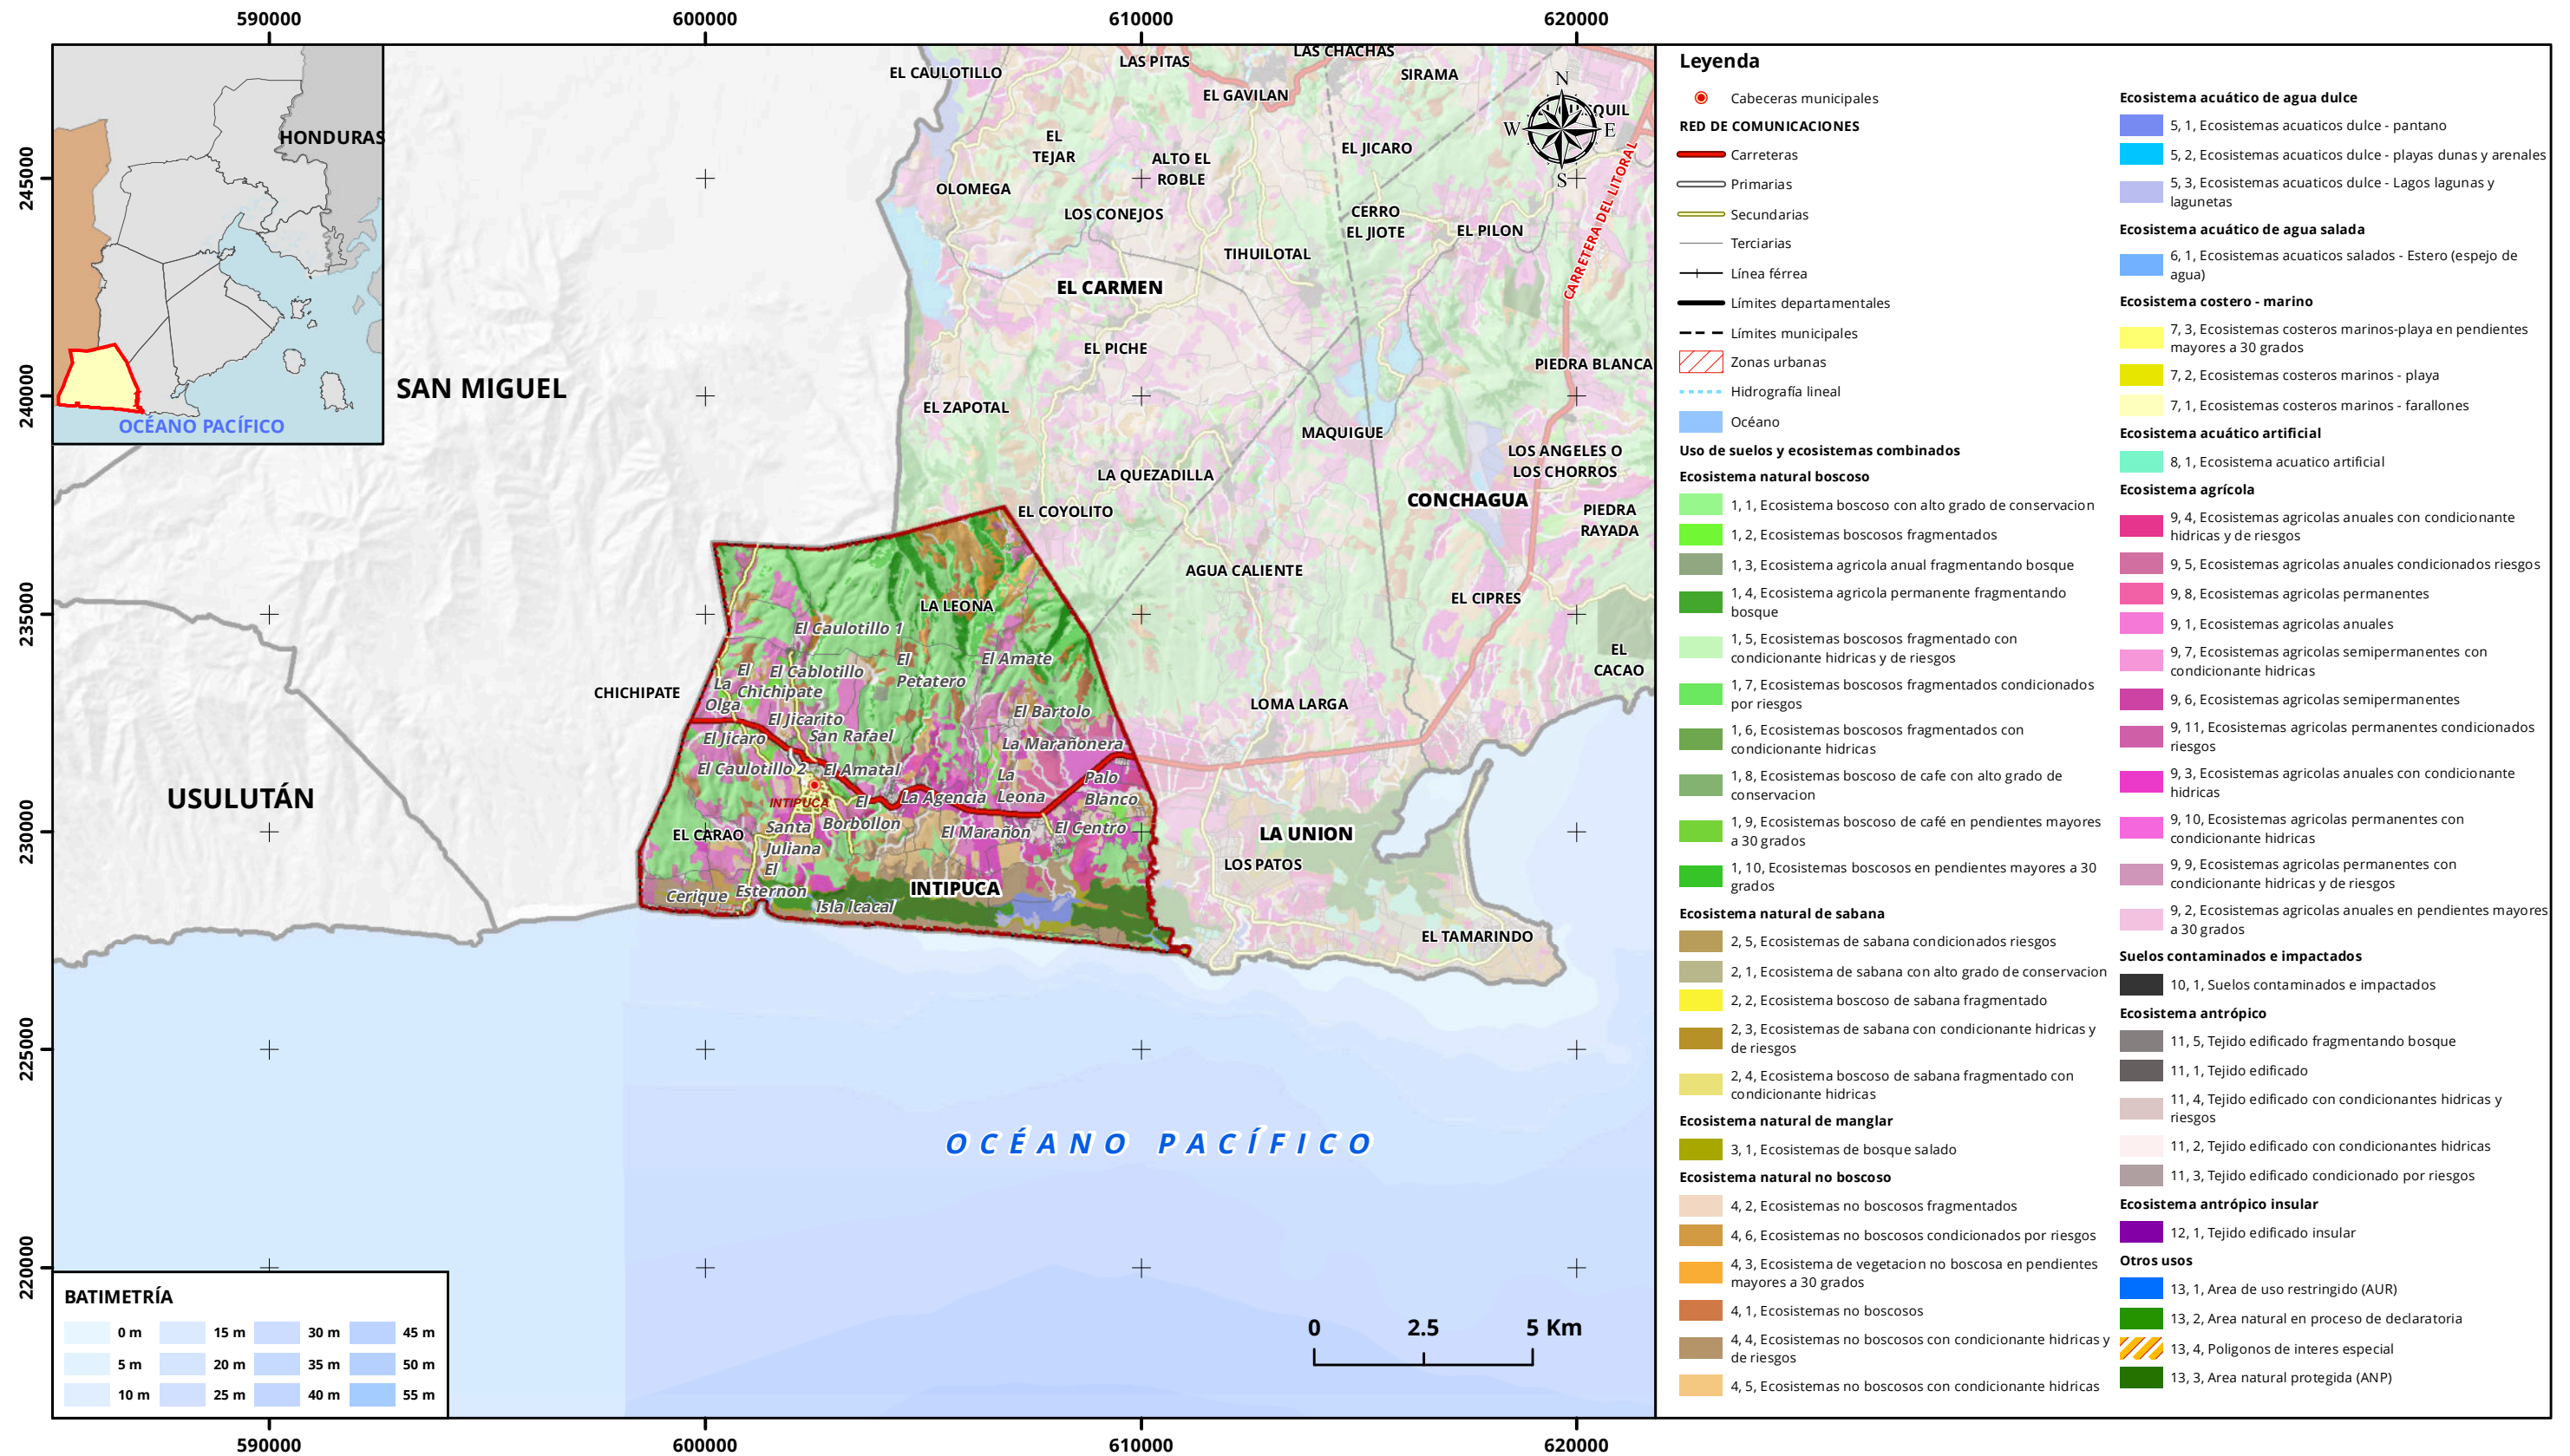 590000
600000
610000
620000
245000
240000
235000
230000
225000
220000
HONDURAS
OCÉANO PACÍFICO
EL CAULOTILLO
LAS PITAS
LAS CHACHAS
SIRAMA
EL GAVILAN
N
W
E
S
EL
TEJAR
ALTO EL
ROBLE
EL JICARO
OLOMEGA
LOS CONEJOS
CERRO
EL JIOTE
EL PILON
TIHUILOTAL
CARRETERA DEL LITORAL
EL CARMEN
EL PICHE
PIEDRA BLANCA
SAN MIGUEL
EL ZAPOTAL
MAQUIGUE
LOS ANGELES O
LOS CHORROS
LA QUEZADILLA
CONCHAGUA
EL COYOLITO
PIEDRA
RAYADA
AGUA CALIENTE
EL CIPRES
LA LEONA
El Caulotillo 1
EL
CACAO
El Amate
El
Petatero
El Cablotillo
El
Chichipate
La
Olga
CHICHIPATE
LOMA LARGA
El Bartolo
El Jicarito
San Rafael
El Jicaro
La Marañonera
El Caulotillo 2
El Amatal
La
Leona
Palo
Blanco
INTIPUCA
El
Borbollon
La Agencia
USULUTÁN
EL CARAO
Santa
Juliana
El Marañon
El Centro
LA UNION
LOS PATOS
El
Esternon
Cerique
Isla Icacal
INTIPUCA
EL TAMARINDO
OCÉANO PACÍFICO
0
2.5
5 Km
BATIMETRÍA
0 m
15 m
30 m
45 m
5 m
20 m
35 m
50 m
10 m
25 m
40 m
55 m
590000
600000
610000
620000
Leyenda
Cabeceras municipales
RED DE COMUNICACIONES
Carreteras
Primarias
Secundarias
Terciarias
Línea férrea
Límites departamentales
Límites municipales
Zonas urbanas
Hidrografía lineal
Océano
Uso de suelos y ecosistemas combinados
Ecosistema natural boscoso
1, 1, Ecosistema boscoso con alto grado de conservacion
1, 2, Ecosistemas boscosos fragmentados
1, 3, Ecosistema agricola anual fragmentando bosque
1, 4, Ecosistema agricola permanente fragmentando
bosque
1, 5, Ecosistemas boscosos fragmentado con
condicionante hidricas y de riesgos
1, 7, Ecosistemas boscosos fragmentados condicionados
por riesgos
1, 6, Ecosistemas boscosos fragmentados con
condicionante hidricas
1, 8, Ecosistemas boscoso de cafe con alto grado de
conservacion
1, 9, Ecosistemas boscoso de café en pendientes mayores
a 30 grados
1, 10, Ecosistemas boscosos en pendientes mayores a 30
grados
Ecosistema natural de sabana
2, 5, Ecosistemas de sabana condicionados riesgos
2, 1, Ecosistema de sabana con alto grado de conservacion
2, 2, Ecosistema boscoso de sabana fragmentado
2, 3, Ecosistemas de sabana con condicionante hidricas y
de riesgos
2, 4, Ecosistema boscoso de sabana fragmentado con
condicionante hidricas
Ecosistema natural de manglar
3, 1, Ecosistemas de bosque salado
Ecosistema natural no boscoso
4, 2, Ecosistemas no boscosos fragmentados
4, 6, Ecosistemas no boscosos condicionados por riesgos
4, 3, Ecosistema de vegetacion no boscosa en pendientes
mayores a 30 grados
4, 1, Ecosistemas no boscosos
4, 4, Ecosistemas no boscosos con condicionante hidricas y
de riesgos
4, 5, Ecosistemas no boscosos con condicionante hidricas
Ecosistema acuático de agua dulce
5, 1, Ecosistemas acuaticos dulce - pantano
5, 2, Ecosistemas acuaticos dulce - playas dunas y arenales
5, 3, Ecosistemas acuaticos dulce - Lagos lagunas y
lagunetas
Ecosistema acuático de agua salada
6, 1, Ecosistemas acuaticos salados - Estero (espejo de
agua)
Ecosistema costero - marino
7, 3, Ecosistemas costeros marinos-playa en pendientes
mayores a 30 grados
7, 2, Ecosistemas costeros marinos - playa
7, 1, Ecosistemas costeros marinos - farallones
Ecosistema acuático artificial
8, 1, Ecosistema acuatico artificial
Ecosistema agrícola
9, 4, Ecosistemas agricolas anuales con condicionante
hidricas y de riesgos
9, 5, Ecosistemas agricolas anuales condicionados riesgos
9, 8, Ecosistemas agricolas permanentes
9, 1, Ecosistemas agricolas anuales
9, 7, Ecosistemas agricolas semipermanentes con
condicionante hidricas
9, 6, Ecosistemas agricolas semipermanentes
9, 11, Ecosistemas agricolas permanentes condicionados
riesgos
9, 3, Ecosistemas agricolas anuales con condicionante
hidricas
9, 10, Ecosistemas agricolas permanentes con
condicionante hidricas
9, 9, Ecosistemas agricolas permanentes con
condicionante hidricas y de riesgos
9, 2, Ecosistemas agricolas anuales en pendientes mayores
a 30 grados
Suelos contaminados e impactados
10, 1, Suelos contaminados e impactados
Ecosistema antrópico
11, 5, Tejido edificado fragmentando bosque
11, 1, Tejido edificado
11, 4, Tejido edificado con condicionantes hidricas y
riesgos
11, 2, Tejido edificado con condicionantes hidricas
11, 3, Tejido edificado condicionado por riesgos
Ecosistema antrópico insular
12, 1, Tejido edificado insular
Otros usos
13, 1, Area de uso restringido (AUR)
13, 2, Area natural en proceso de declaratoria
13, 4, Poligonos de interes especial
13, 3, Area natural protegida (ANP)